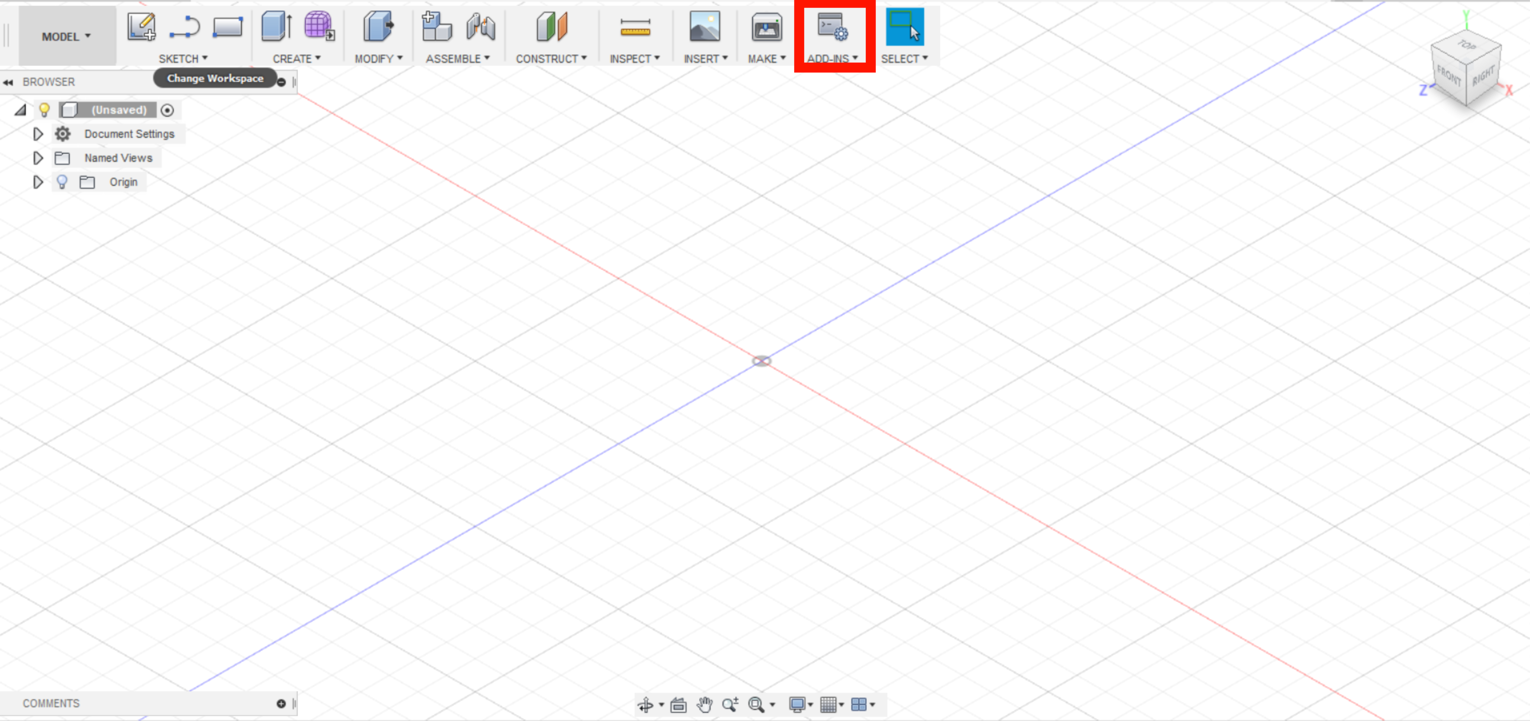 MODEL
SKETCH
CREATE
MODIFY
ASSEMBLE
CONSTRUCT
INSPECT
INSERT
MAKE
ADD-INS
SELECT
Change Workspace
BROWSER
(Unsaved)
Document Settings
Named Views
Origin
Y
TOP
FRONT
RIGHT
Z
X
COMMENTS